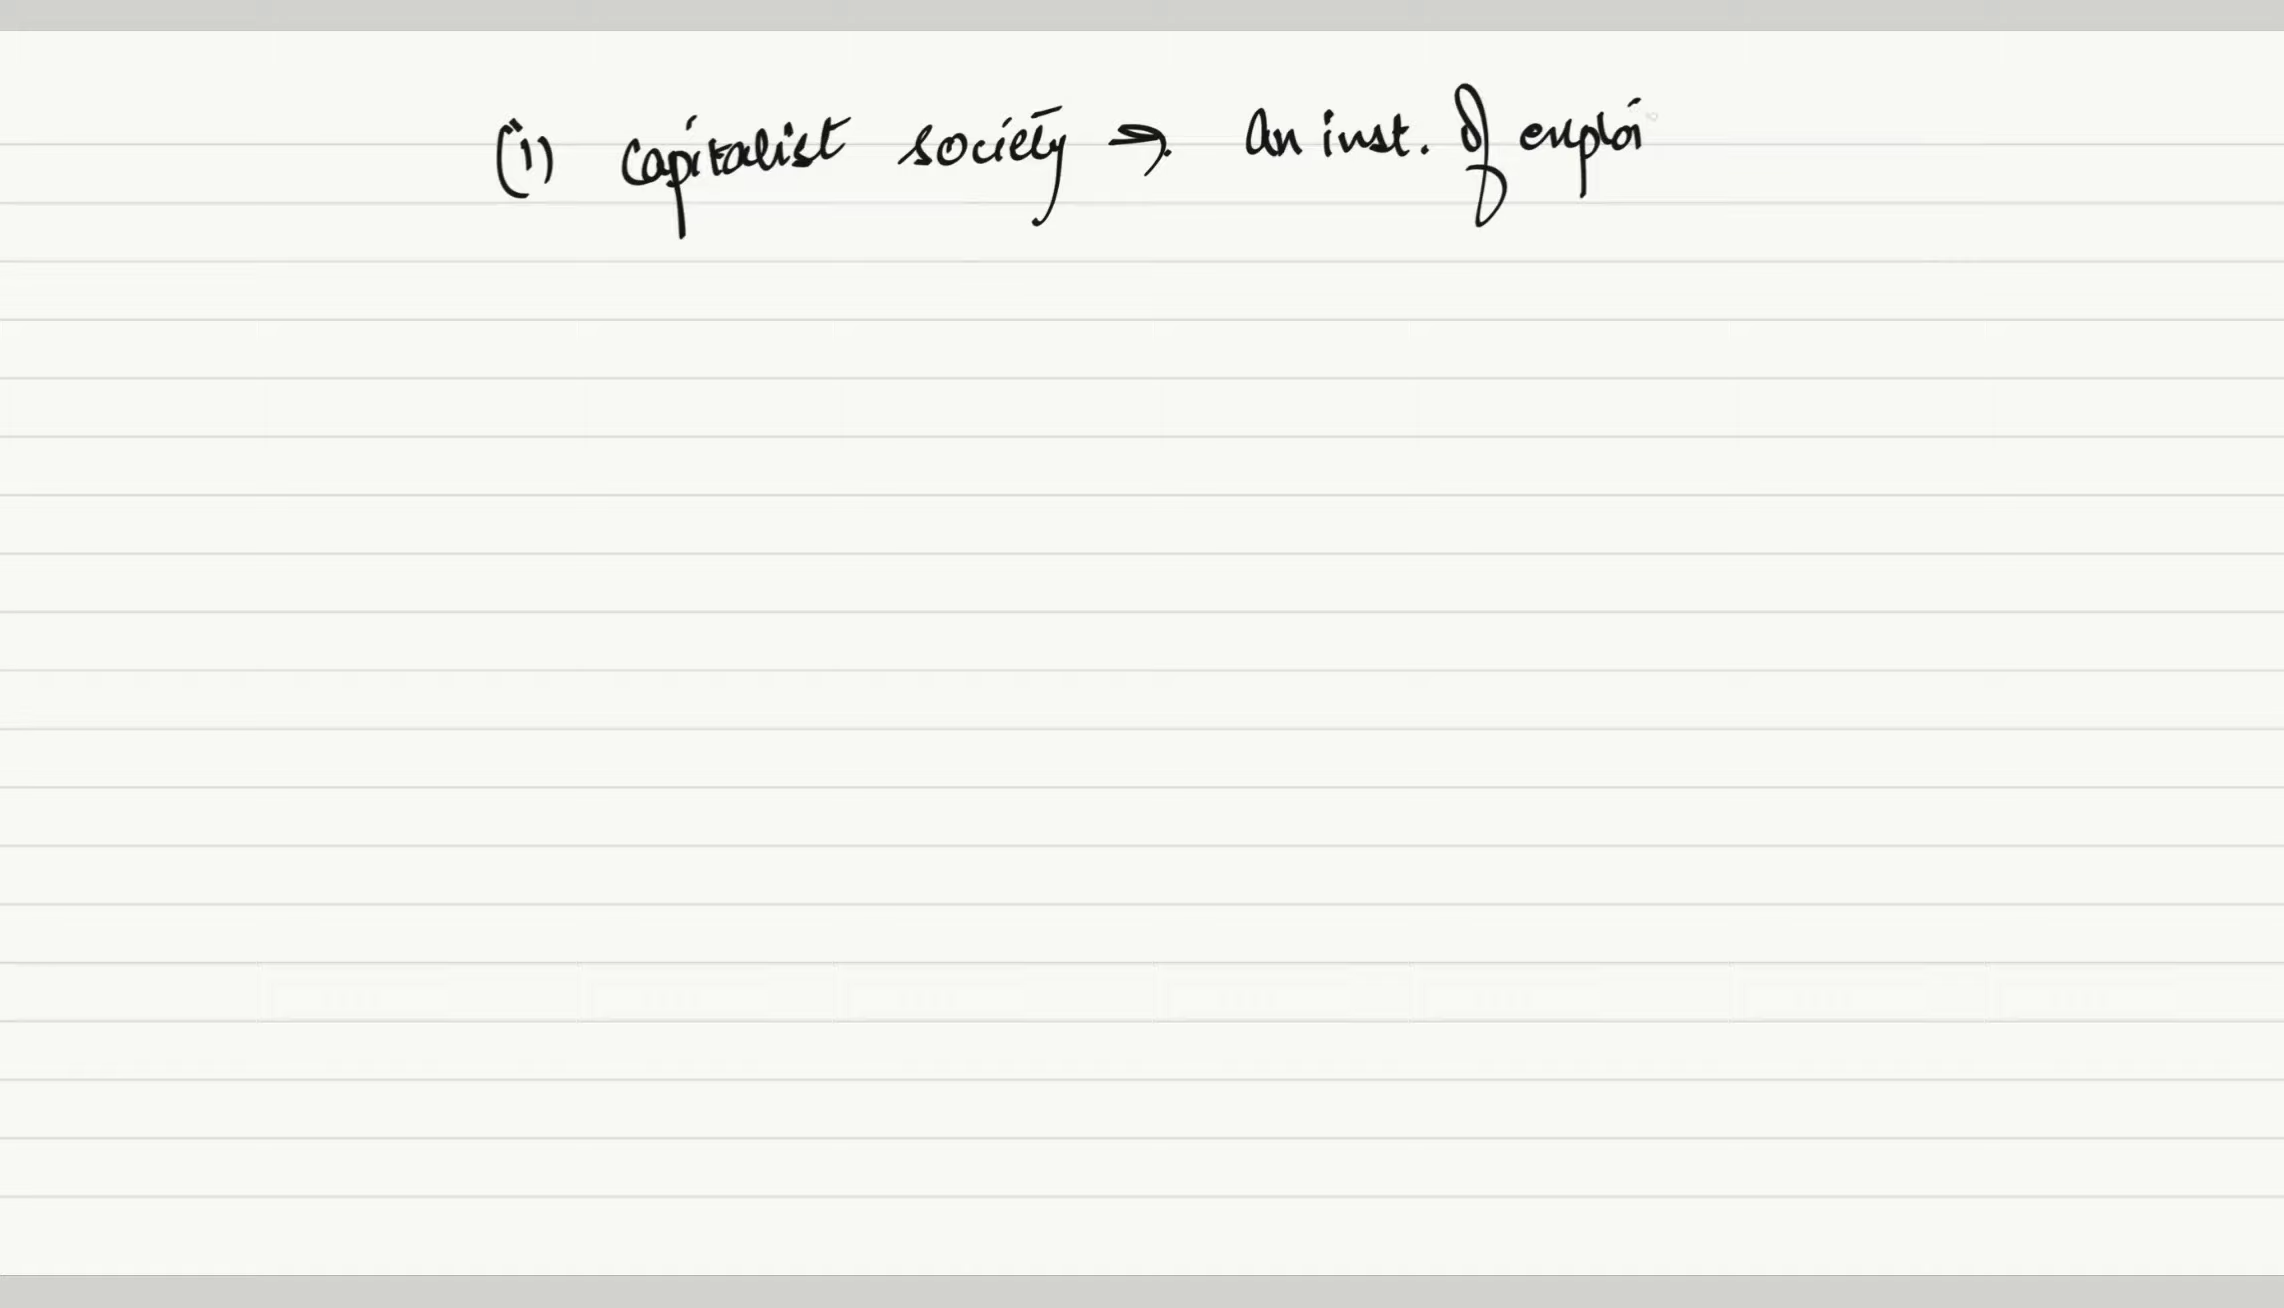 (i) capitalist society → An inst. of exploi